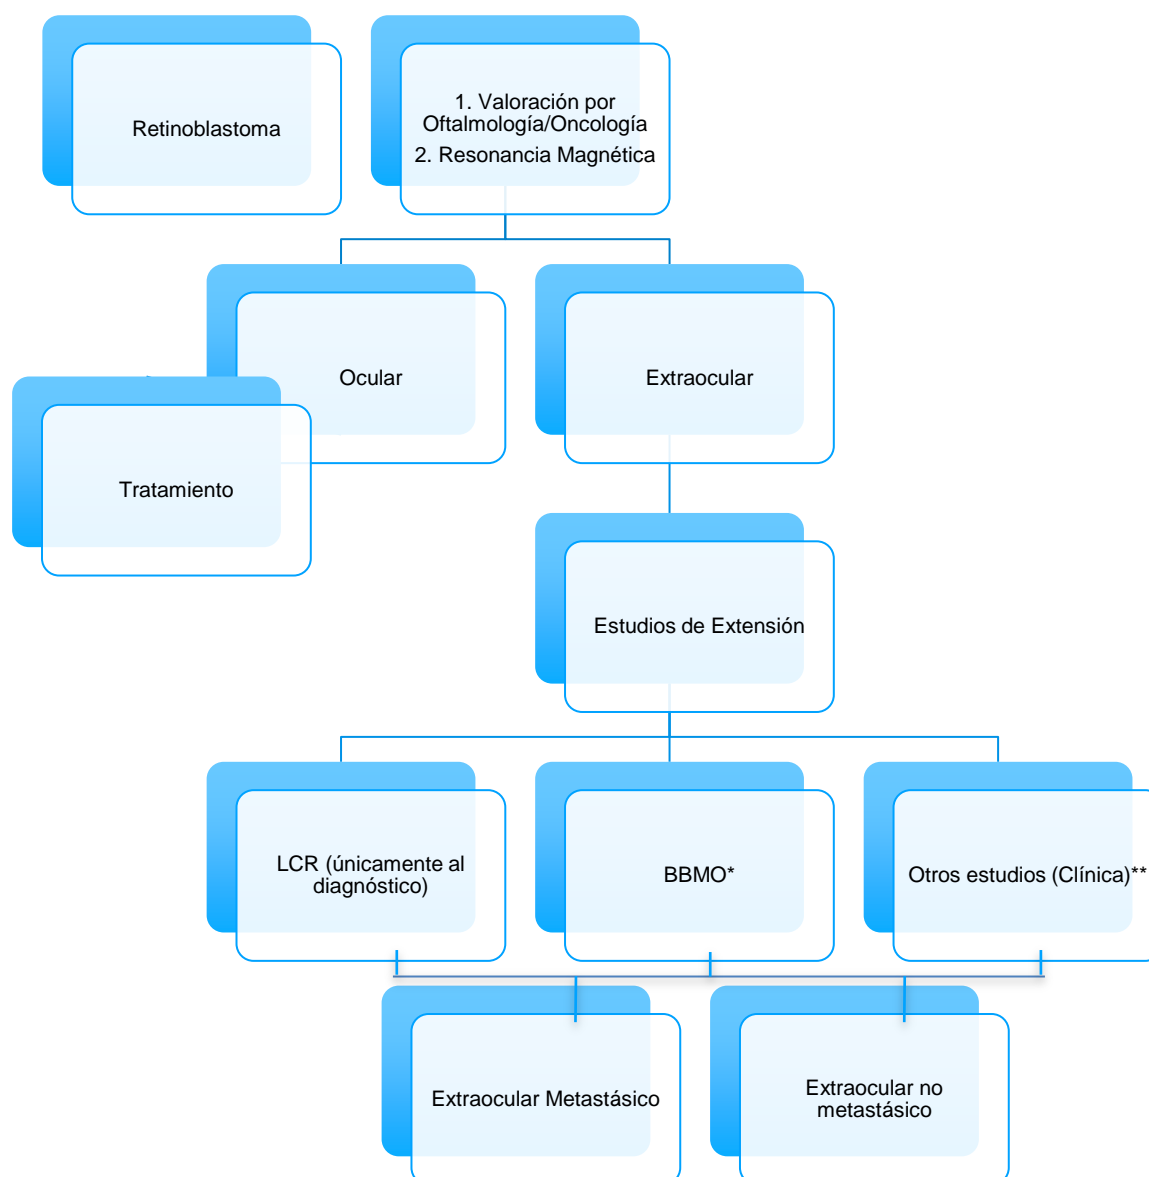 Retinoblastoma
1. Valoración por
Oftalmología/Oncología
2. Resonancia Magnética
Ocular
Extraocular
Tratamiento
Estudios de Extensión
LCR (únicamente al
diagnóstico)
BBMO*
Otros estudios (Clínica)**
Extraocular Metastásico
Extraocular no
metastásico